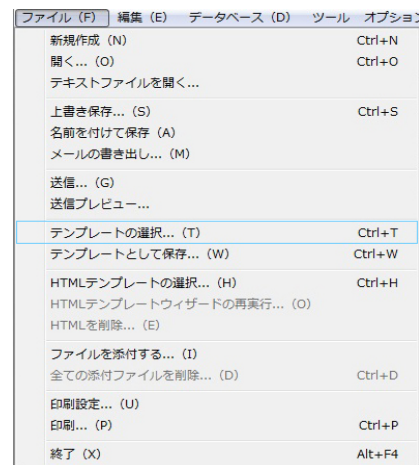 ファイル（F） 編集（E） データベース（D） ツール オプション
新規作成（N） Ctrl+N
開く...（O） Ctrl+O
テキストファイルを開く...
上書き保存...（S） Ctrl+S
名前を付けて保存（A）
メールの書き出し...（M）
送信...（G）
送信プレビュー...
テンプレートの選択...（T） Ctrl+T
テンプレートとして保存...（W） Ctrl+W
HTMLテンプレートの選択...（H） Ctrl+H
HTMLテンプレートウィザードの再実行...（O）
HTMLを削除...（E）
ファイルを添付する...（I）
全ての添付ファイルを削除...（D） Ctrl+D
印刷設定...（U）
印刷...（P） Ctrl+P
終了（X） Alt+F4